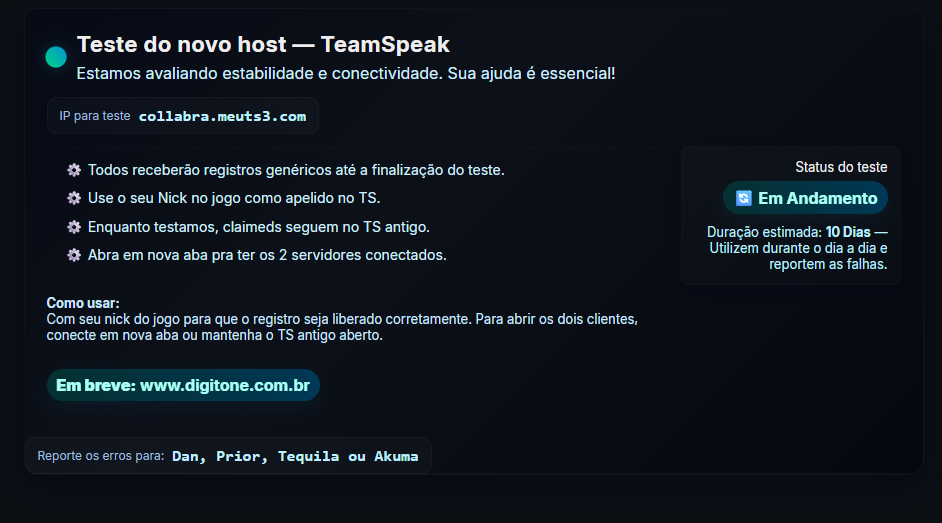 Teste do novo host — TeamSpeak
Estamos avaliando estabilidade e conectividade. Sua ajuda é essencial!
IP para teste collabra.meuts3.com
Todos receberão registros genéricos até a finalização do teste.
Use o seu Nick no jogo como apelido no TS.
Enquanto testamos, claimeds seguem no TS antigo.
Abra em nova aba pra ter os 2 servidores conectados.
Status do teste
Em Andamento
Duração estimada: 10 Dias —
Utilizem durante o dia a dia e
reportem as falhas.
Como usar:
Com seu nick do jogo para que o registro seja liberado corretamente. Para abrir os dois clientes,
conecte em nova aba ou mantenha o TS antigo aberto.
Em breve: www.digitone.com.br
Reporte os erros para: Dan, Prior, Tequila ou Akuma